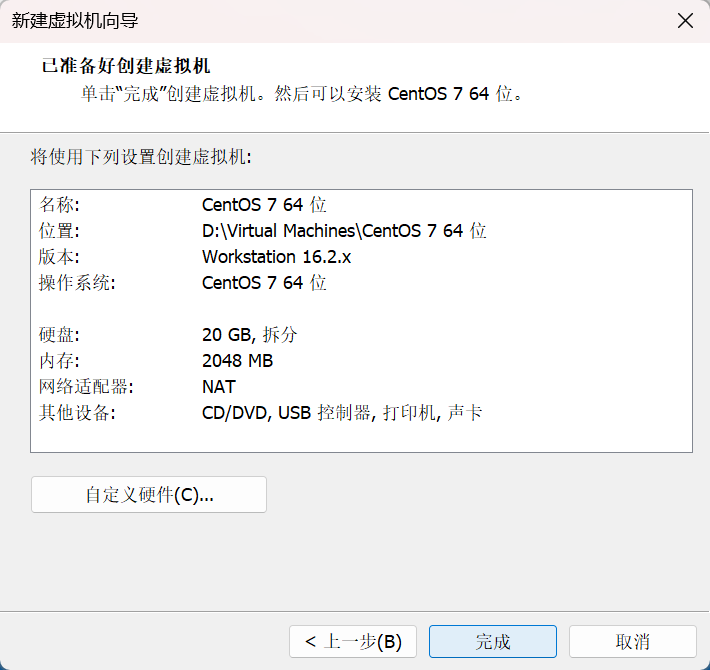 新建虚拟机向导
已准备好创建虚拟机
单击“完成”创建虚拟机。然后可以安装 CentOS 7 64 位。
将使用下列设置创建虚拟机:
名称: CentOS 7 64 位
位置: D:\Virtual Machines\CentOS 7 64 位
版本: Workstation 16.2.x
操作系统: CentOS 7 64 位
硬盘: 20 GB, 拆分
内存: 2048 MB
网络适配器: NAT
其他设备: CD/DVD, USB 控制器, 打印机, 声卡
自定义硬件(C)...
< 上一步(B) 完成 取消